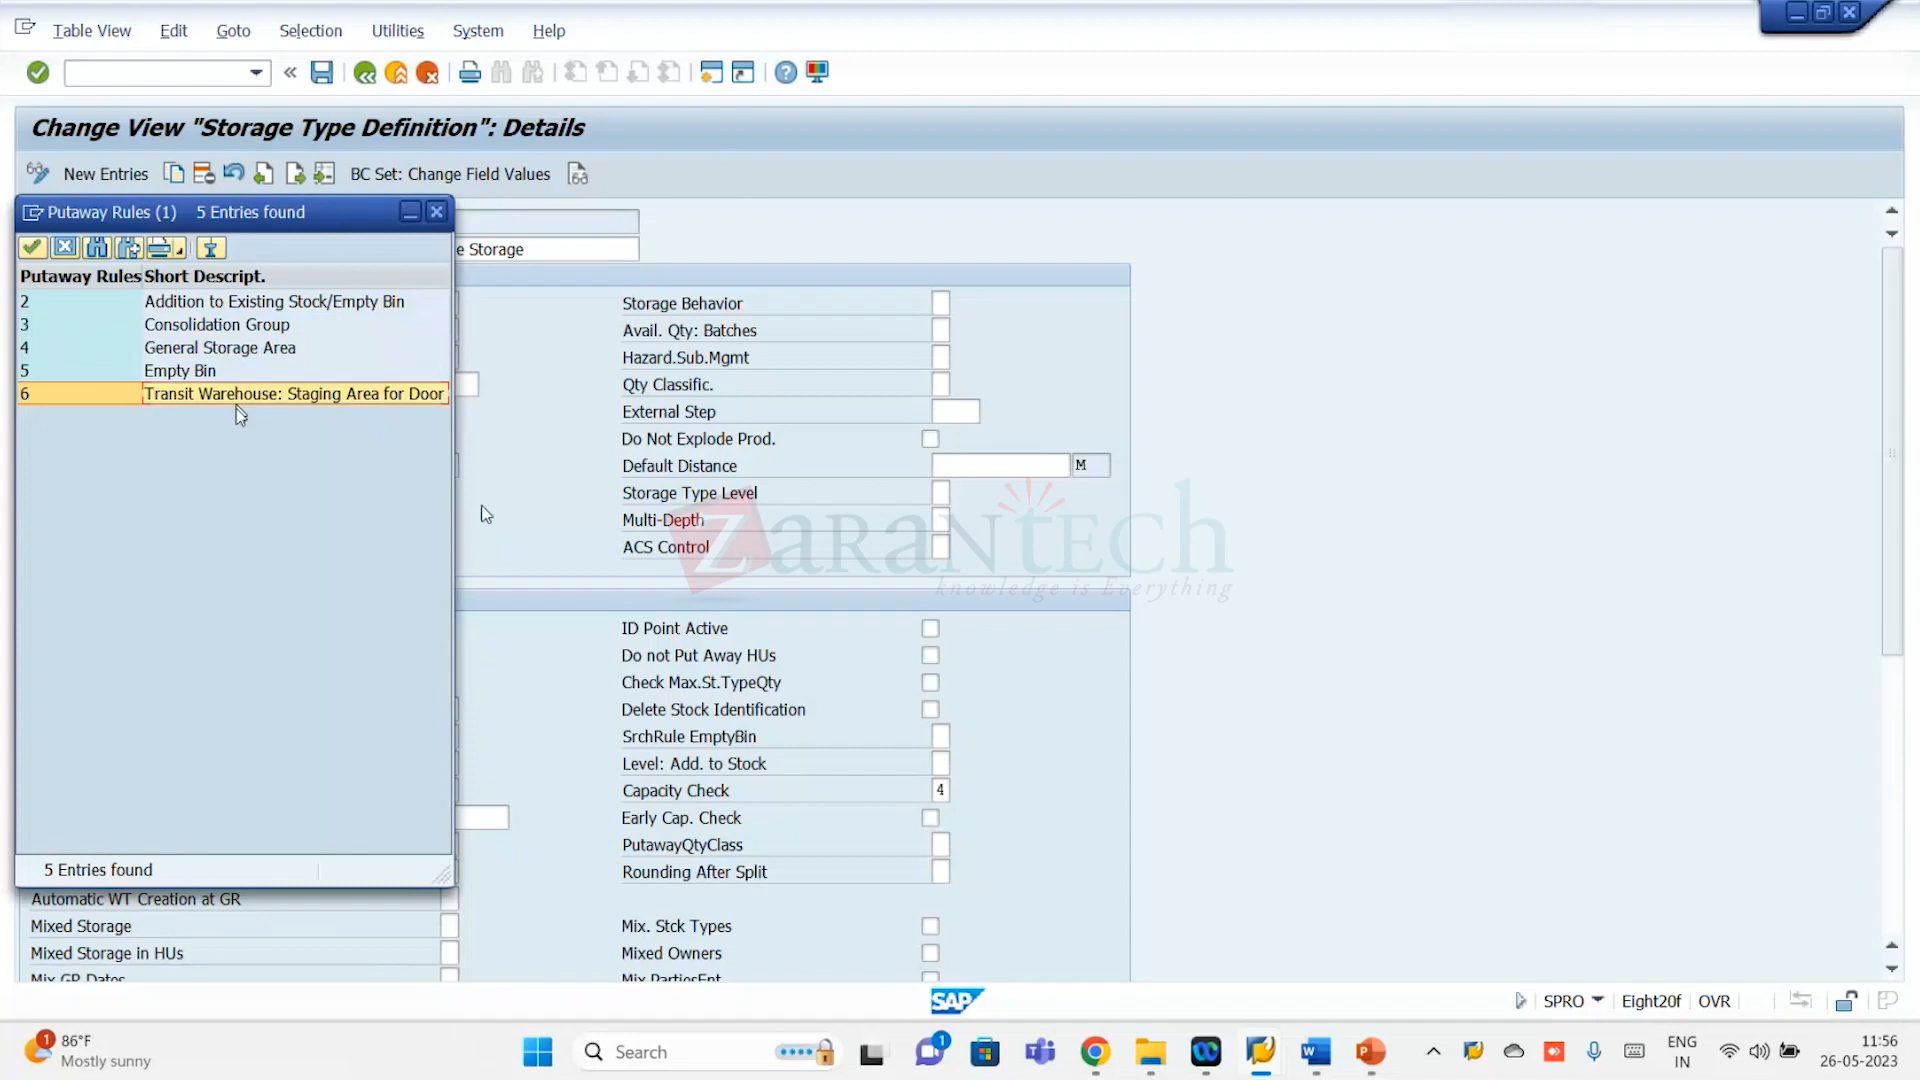 Table View Edit Goto Selection Utilities System Help
Change View "Storage Type Definition": Details
New Entries BC Set: Change Field Values
Putaway Rules (1) 5 Entries found
e Storage
Putaway Rules Short Descript.
2 Addition to Existing Stock/Empty Bin
3 Consolidation Group
4 General Storage Area
5 Empty Bin
6 Transit Warehouse: Staging Area for Door
5 Entries found
Storage Behavior
Avail. Qty: Batches
Hazard.Sub.Mgmt
Qty Classific.
External Step
Do Not Explode Prod.
Default Distance M
Storage Type Level
Multi-Depth
ACS Control
ZaranTech
knowledge is Everything
ID Point Active
Do not Put Away HUs
Check Max.St.TypeQty
Delete Stock Identification
SrchRule EmptyBin
Level: Add. to Stock
Capacity Check 4
Early Cap. Check
PutawayQtyClass
Rounding After Split
Automatic WT Creation at GR
Mixed Storage Mix. Stck Types
Mixed Storage in HUs Mixed Owners
Mix GR Dates Mix PartiesEnt
SAP SPRO Eight20f OVR
1 86°F
Mostly sunny
Search
1
ENG
IN
11:56
26-05-2023